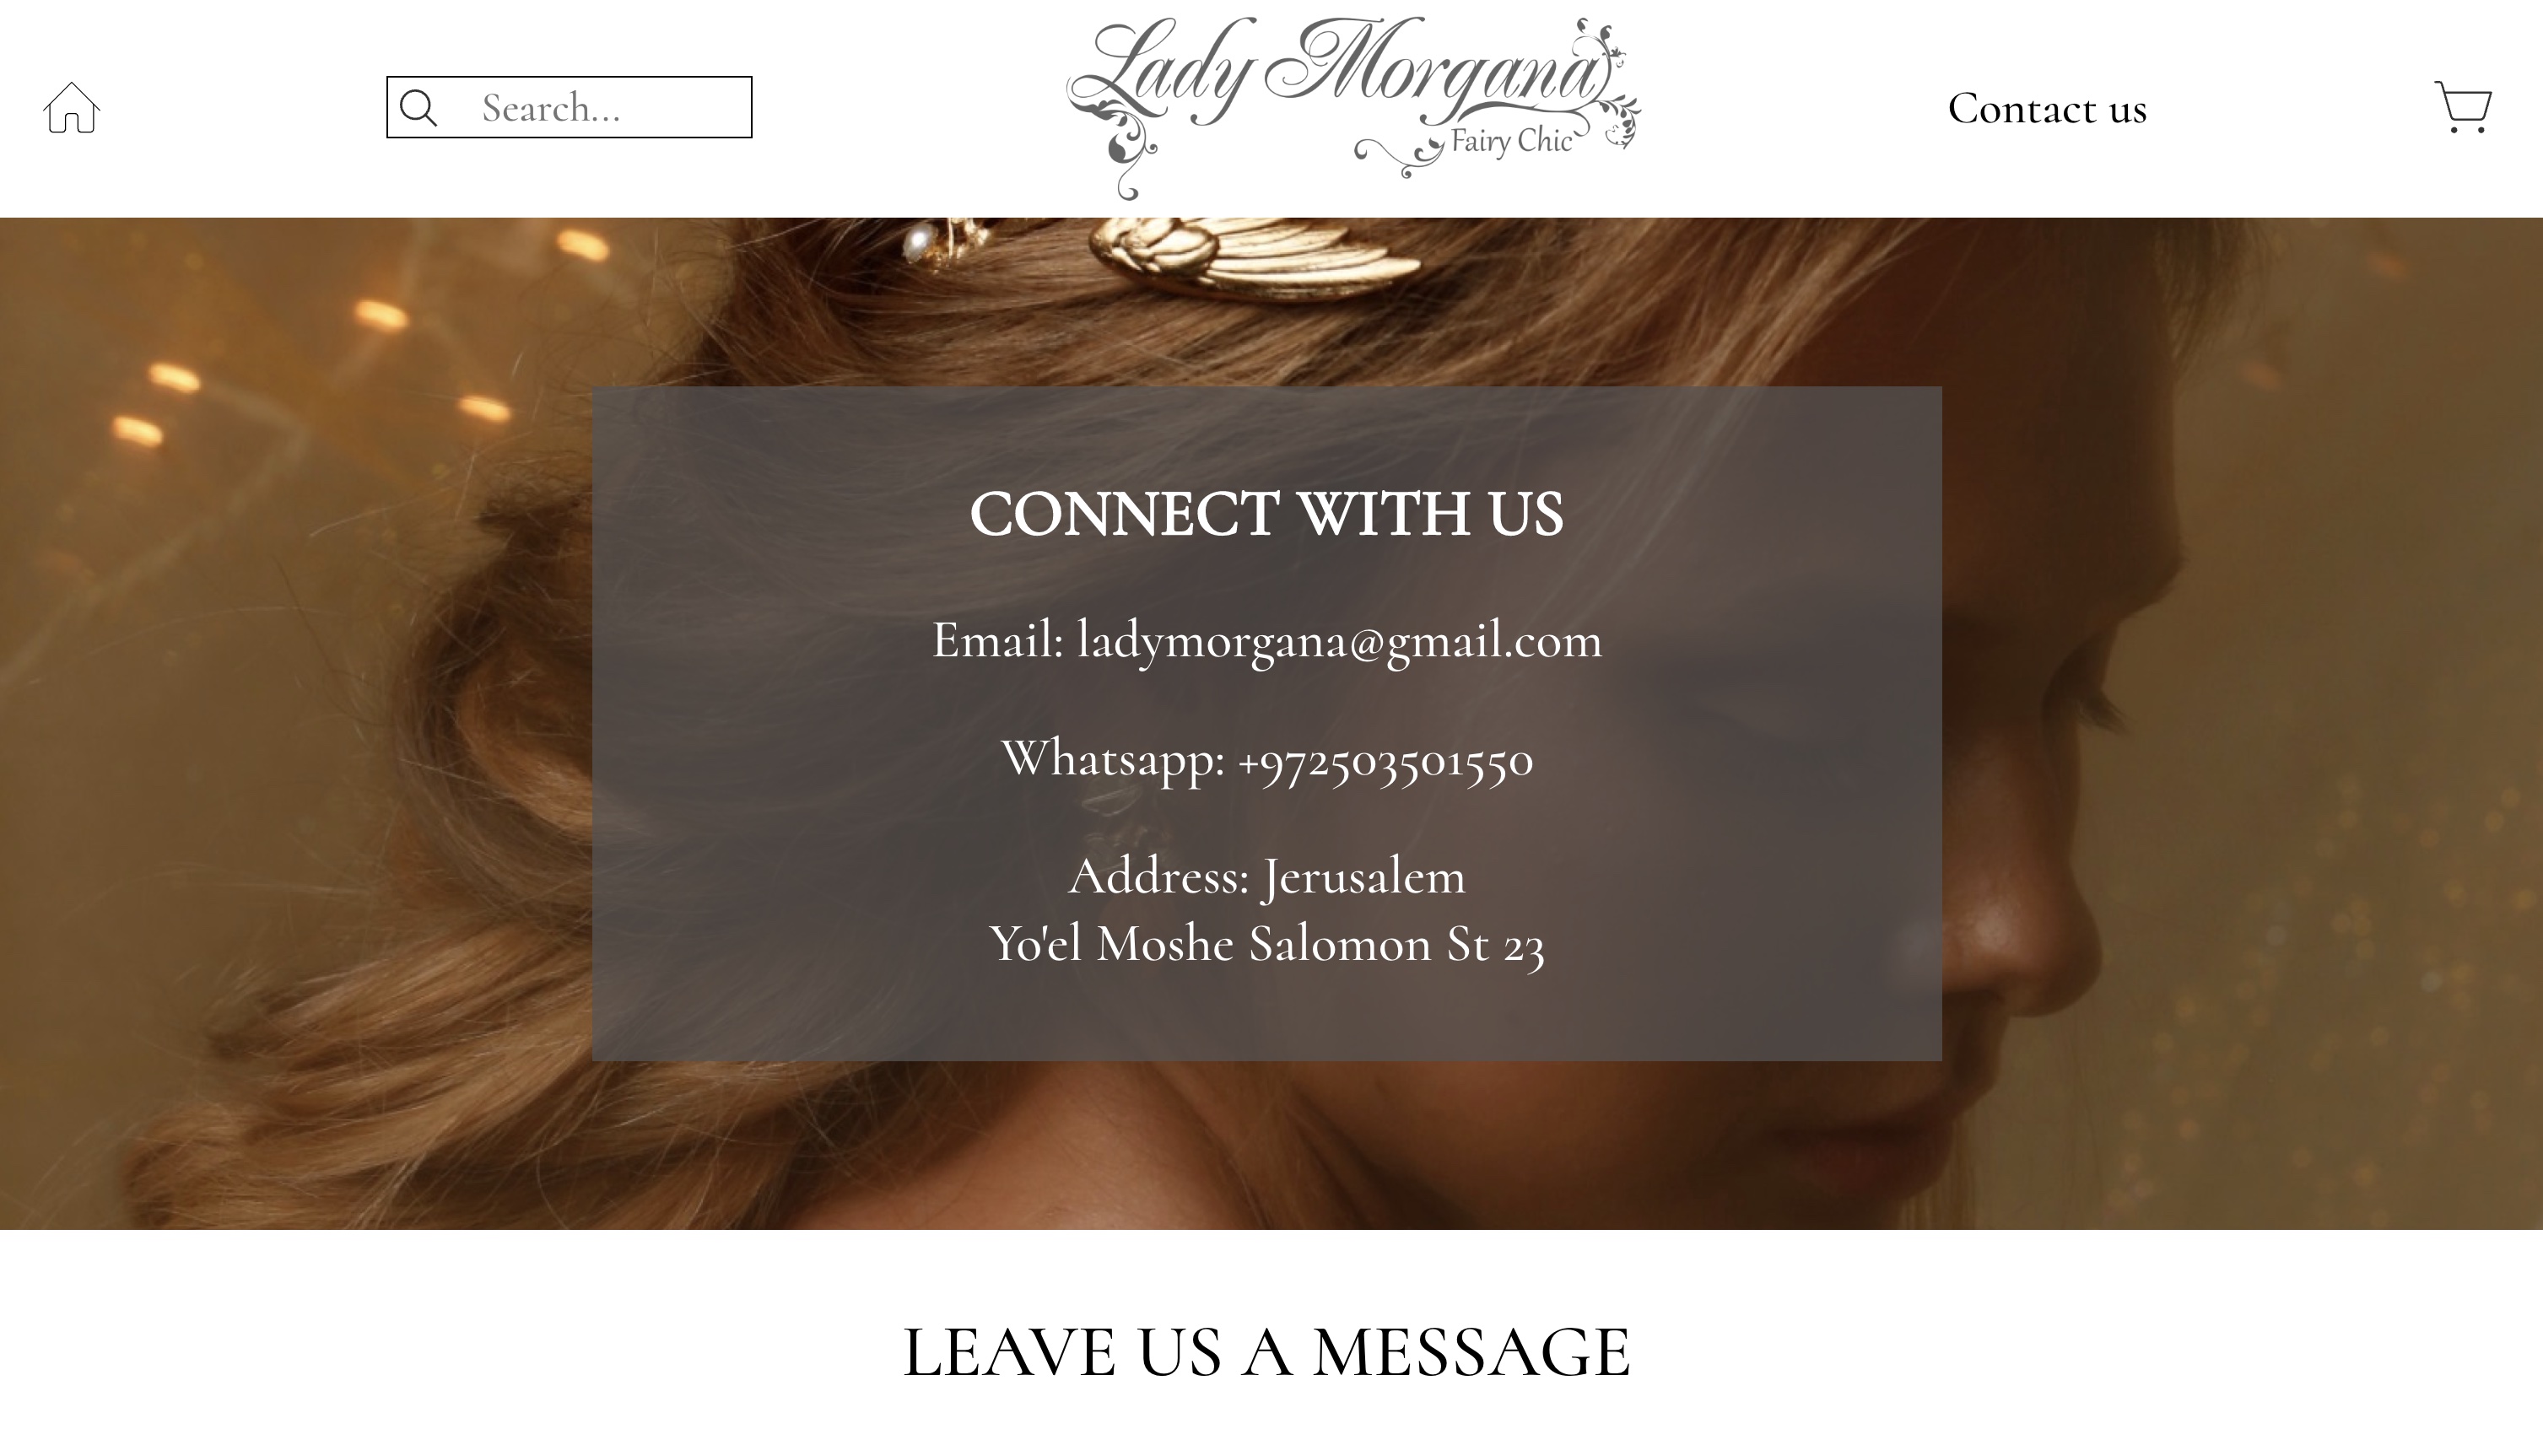 Search...
Lady Morgana
Fairy Chic
Contact us
CONNECT WITH US
Email: ladymorgana@gmail.com
Whatsapp: +972503501550
Address: Jerusalem
Yo'el Moshe Salomon St 23
LEAVE US A MESSAGE